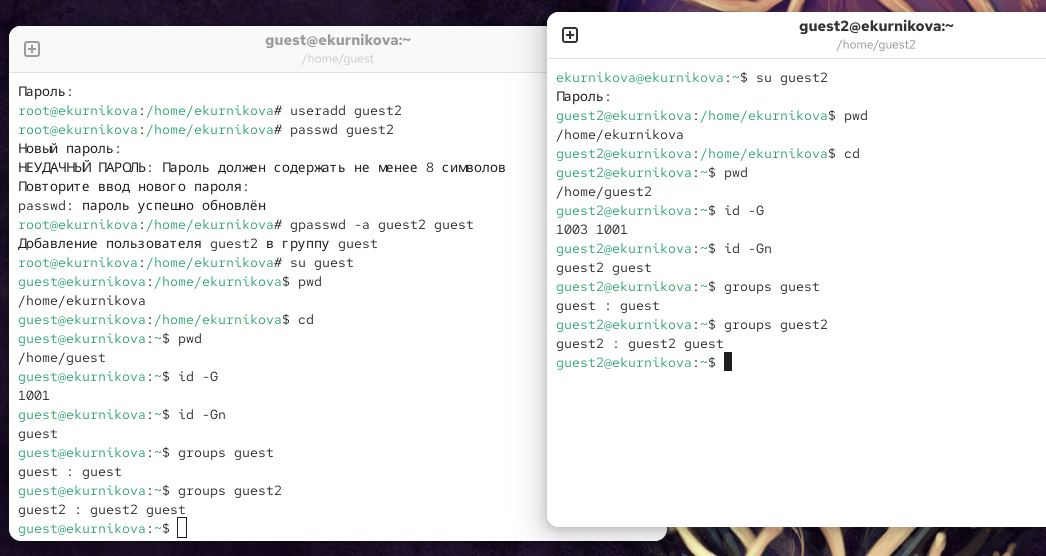 guest@ekurnikova:~
/home/guest
Пароль:
root@ekurnikova:/home/ekurnikova# useradd guest2
root@ekurnikova:/home/ekurnikova# passwd guest2
Новый пароль:
НЕУДАЧНЫЙ ПАРОЛЬ: Пароль должен содержать не менее 8 символов
Повторите ввод нового пароля:
passwd: пароль успешно обновлён
root@ekurnikova:/home/ekurnikova# gpasswd -a guest2 guest
Добавление пользователя guest2 в группу guest
root@ekurnikova:/home/ekurnikova# su guest
guest@ekurnikova:/home/ekurnikova$ pwd
/home/ekurnikova
guest@ekurnikova:/home/ekurnikova$ cd
guest@ekurnikova:~$ pwd
/home/guest
guest@ekurnikova:~$ id -G
1001
guest@ekurnikova:~$ id -Gn
guest
guest@ekurnikova:~$ groups guest
guest : guest
guest@ekurnikova:~$ groups guest2
guest2 : guest2 guest
guest@ekurnikova:~$
guest2@ekurnikova:~
/home/guest2
ekurnikova@ekurnikova:~$ su guest2
Пароль:
guest2@ekurnikova:/home/ekurnikova$ pwd
/home/ekurnikova
guest2@ekurnikova:/home/ekurnikova$ cd
guest2@ekurnikova:~$ pwd
/home/guest2
guest2@ekurnikova:~$ id -G
1003 1001
guest2@ekurnikova:~$ id -Gn
guest2 guest
guest2@ekurnikova:~$ groups guest
guest : guest
guest2@ekurnikova:~$ groups guest2
guest2 : guest2 guest
guest2@ekurnikova:~$